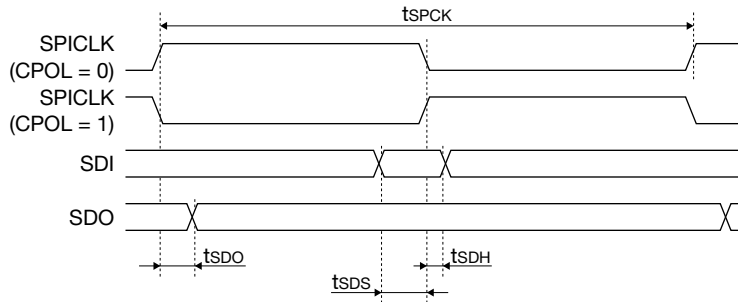 tSPCK
SPICLK
(CPOL = 0)
SPICLK
(CPOL = 1)
SDI
SDO
tSDO
tSDH
tSDS